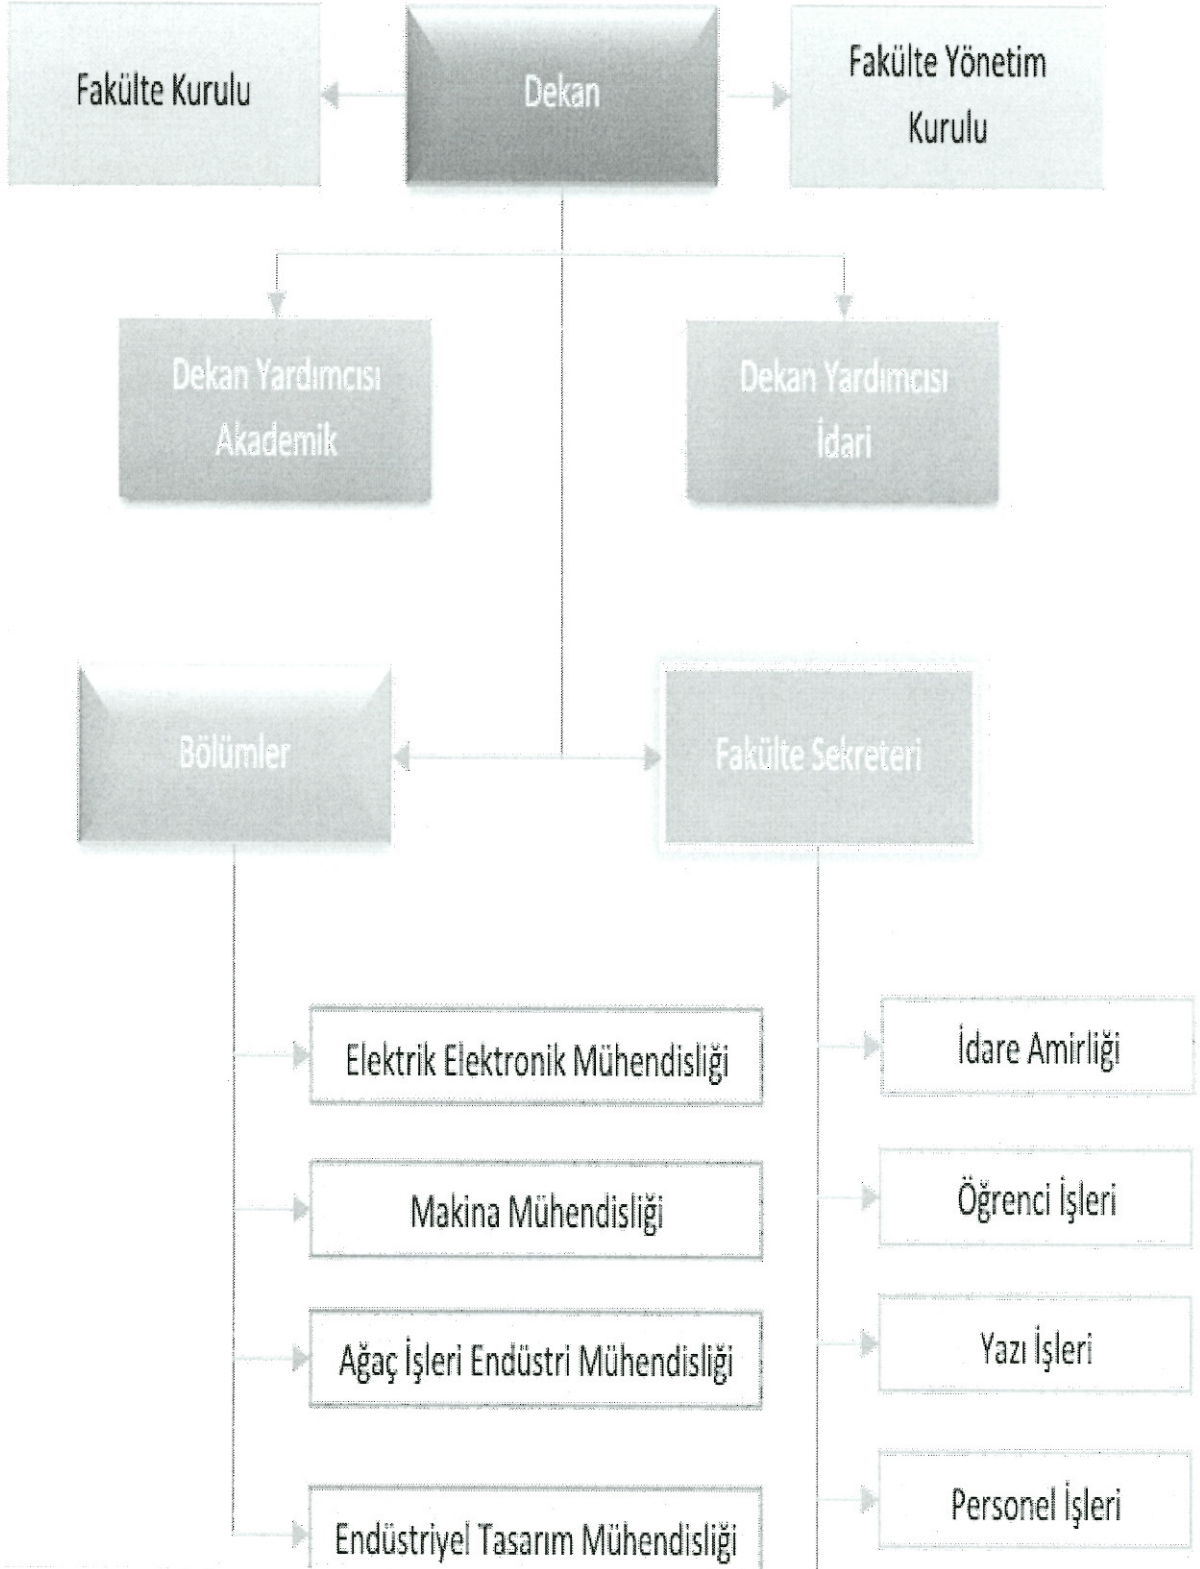 Fakülte Kurulu
Dekan
Fakülte Yönetim
Kurulu
Dekan Yardımcısı
Akademik
Dekan Yardımcısı
İdari
Bölümler
Fakülte Sekreteri
Elektrik Elektronik Mühendisliği
Makina Mühendisliği
Ağaç İşleri Endüstri Mühendisliği
Endüstriyel Tasarım Mühendisliği
İdare Amirliği
Öğrenci İşleri
Yazı İşleri
Personel İşleri